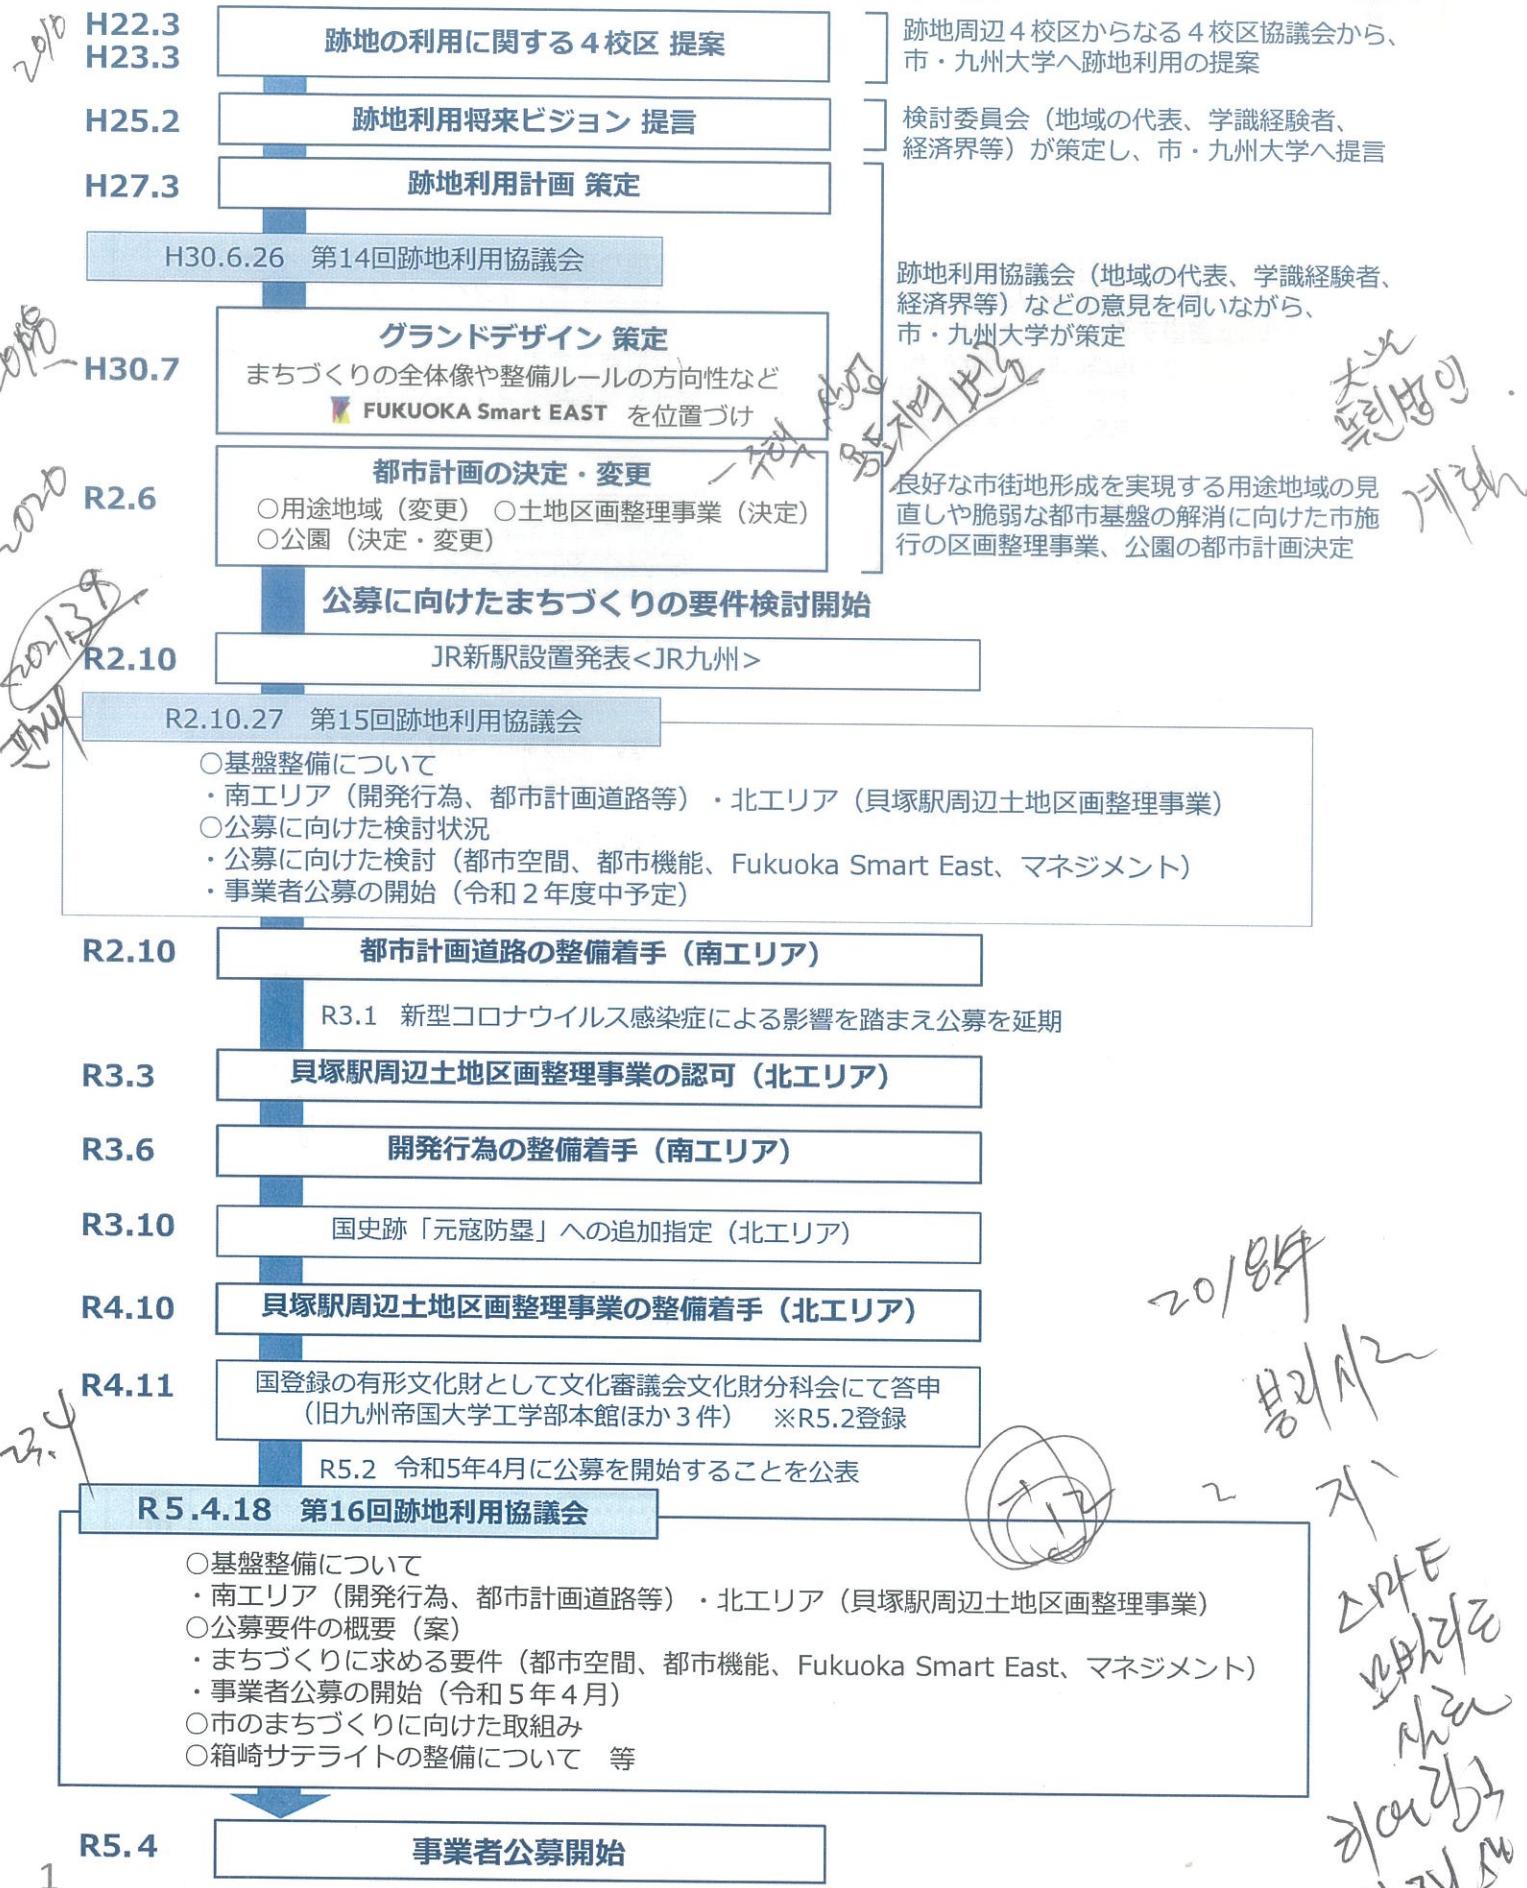 2010
H22.3
H23.3
跡地の利用に関する４校区 提案
跡地周辺４校区からなる４校区協議会から、
市・九州大学へ跡地利用の提案
H25.2
跡地利用将来ビジョン 提言
検討委員会（地域の代表、学識経験者、
経済界等）が策定し、市・九州大学へ提言
H27.3
跡地利用計画 策定
H30.6.26 第14回跡地利用協議会
跡地利用協議会（地域の代表、学識経験者、
経済界等）などの意見を伺いながら、
市・九州大学が策定
H30.7
グランドデザイン 策定
まちづくりの全体像や整備ルールの方向性など
FUKUOKA Smart EAST を位置づけ
용도지역 변경
2020
R2.6
都市計画の決定・変更
○用途地域（変更） ○土地区画整理事業（決定）
○公園（決定・変更）
良好な市街地形成を実現する用途地域の見
直しや脆弱な都市基盤の解消に向けた市施
行の区画整理事業、公園の都市計画決定
公募に向けたまちづくりの要件検討開始
R2.10
JR新駅設置発表<JR九州>
R2.10.27 第15回跡地利用協議会
○基盤整備について
・南エリア（開発行為、都市計画道路等）・北エリア（貝塚駅周辺土地区画整理事業）
○公募に向けた検討状況
・公募に向けた検討（都市空間、都市機能、Fukuoka Smart East、マネジメント）
・事業者公募の開始（令和２年度中予定）
R2.10
都市計画道路の整備着手（南エリア）
R3.1 新型コロナウイルス感染症による影響を踏まえ公募を延期
R3.3
貝塚駅周辺土地区画整理事業の認可（北エリア）
R3.6
開発行為の整備着手（南エリア）
R3.10
国史跡「元寇防塁」への追加指定（北エリア）
R4.10
貝塚駅周辺土地区画整理事業の整備着手（北エリア）
R4.11
国登録の有形文化財として文化審議会文化財分科会にて答申
（旧九州帝国大学工学部本館ほか３件） ※R5.2登録
23.4
R5.2 令和5年4月に公募を開始することを公表
R５.4.18 第16回跡地利用協議会
○基盤整備について
・南エリア（開発行為、都市計画道路等）・北エリア（貝塚駅周辺土地区画整理事業）
○公募要件の概要（案）
・まちづくりに求める要件（都市空間、都市機能、Fukuoka Smart East、マネジメント）
・事業者公募の開始（令和５年４月）
○市のまちづくりに向けた取組み
○箱崎サテライトの整備について 等
R5.4
事業者公募開始
1